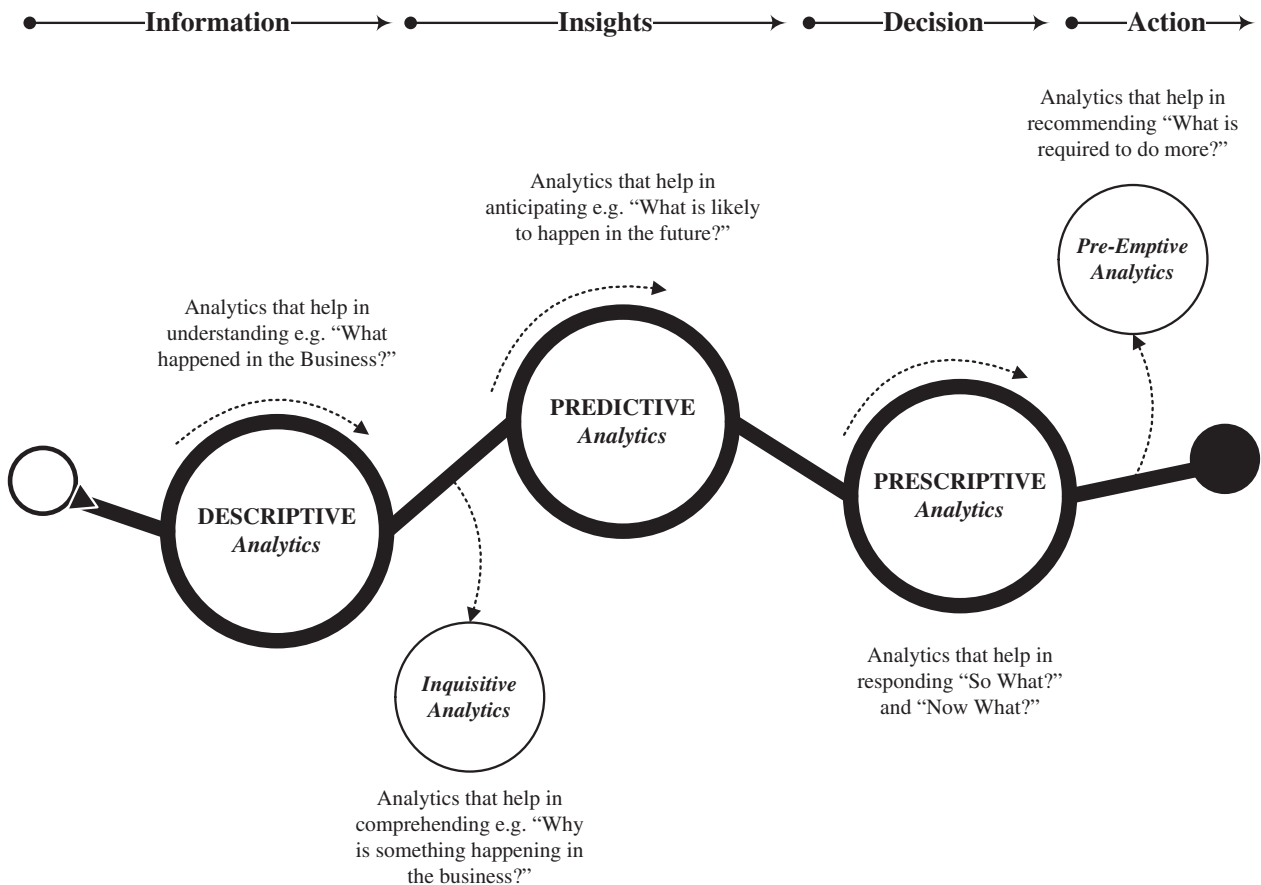 Information
Insights
Decision
Action
Analytics that help in
recommending “What is
required to do more?”
Pre-Emptive
Analytics
Analytics that help in
anticipating e.g. “What is likely
to happen in the future?”
Analytics that help in
understanding e.g. “What
happened in the Business?”
DESCRIPTIVE
Analytics
PREDICTIVE
Analytics
PRESCRIPTIVE
Analytics
Inquisitive
Analytics
Analytics that help in
comprehending e.g. “Why
is something happening in
the business?”
Analytics that help in
responding “So What?”
and “Now What?”